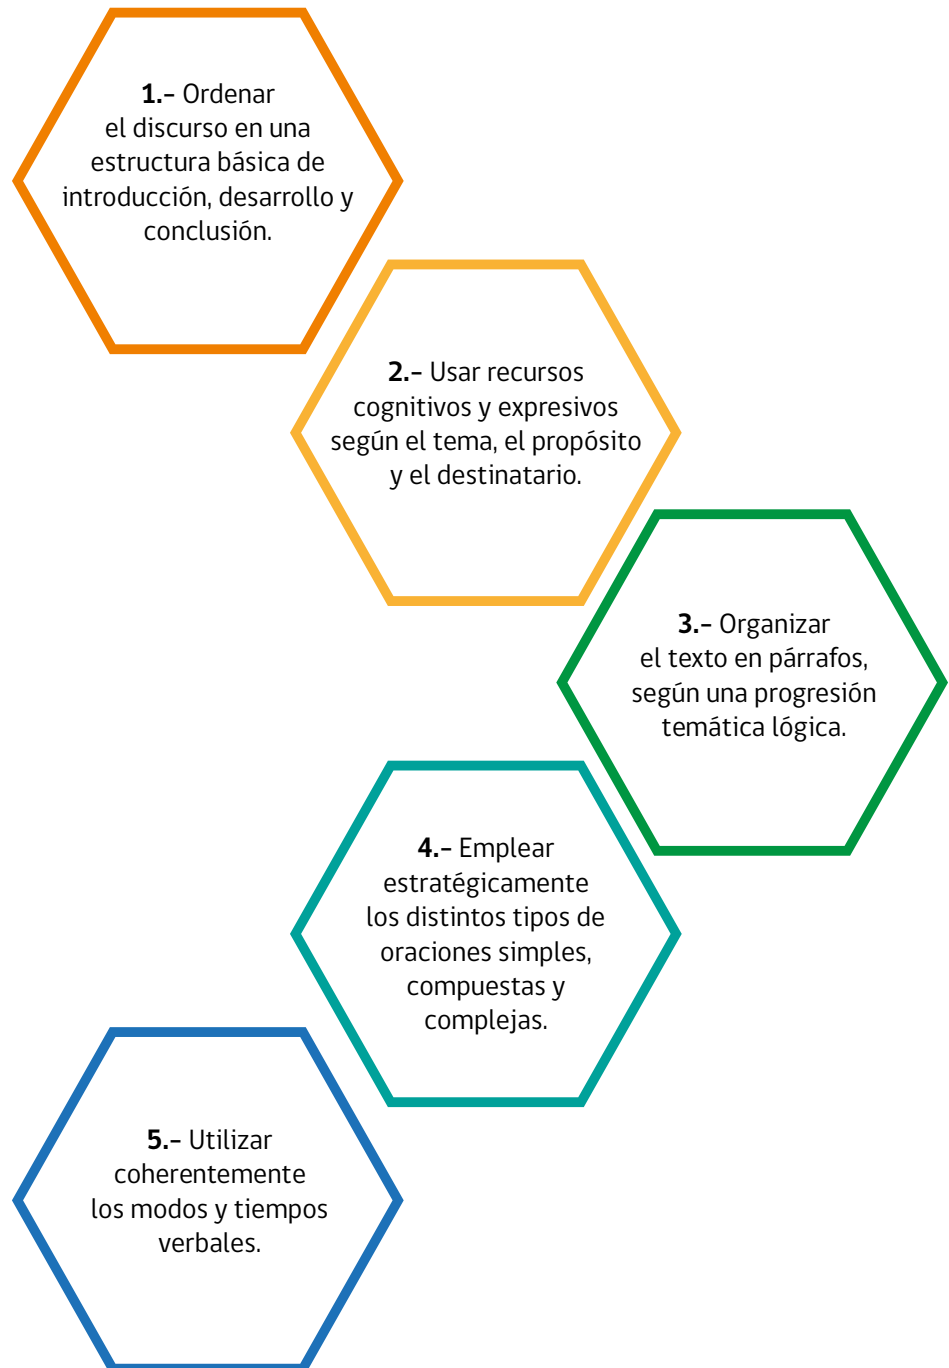 1.– Ordenar
el discurso en una
estructura básica de
introducción, desarrollo y
conclusión.
2.– Usar recursos
cognitivos y expresivos
según el tema, el propósito
y el destinatario.
3.– Organizar
el texto en párrafos,
según una progresión
temática lógica.
4.– Emplear
estratégicamente
los distintos tipos de
oraciones simples,
compuestas y
complejas.
5.– Utilizar
coherentemente
los modos y tiempos
verbales.